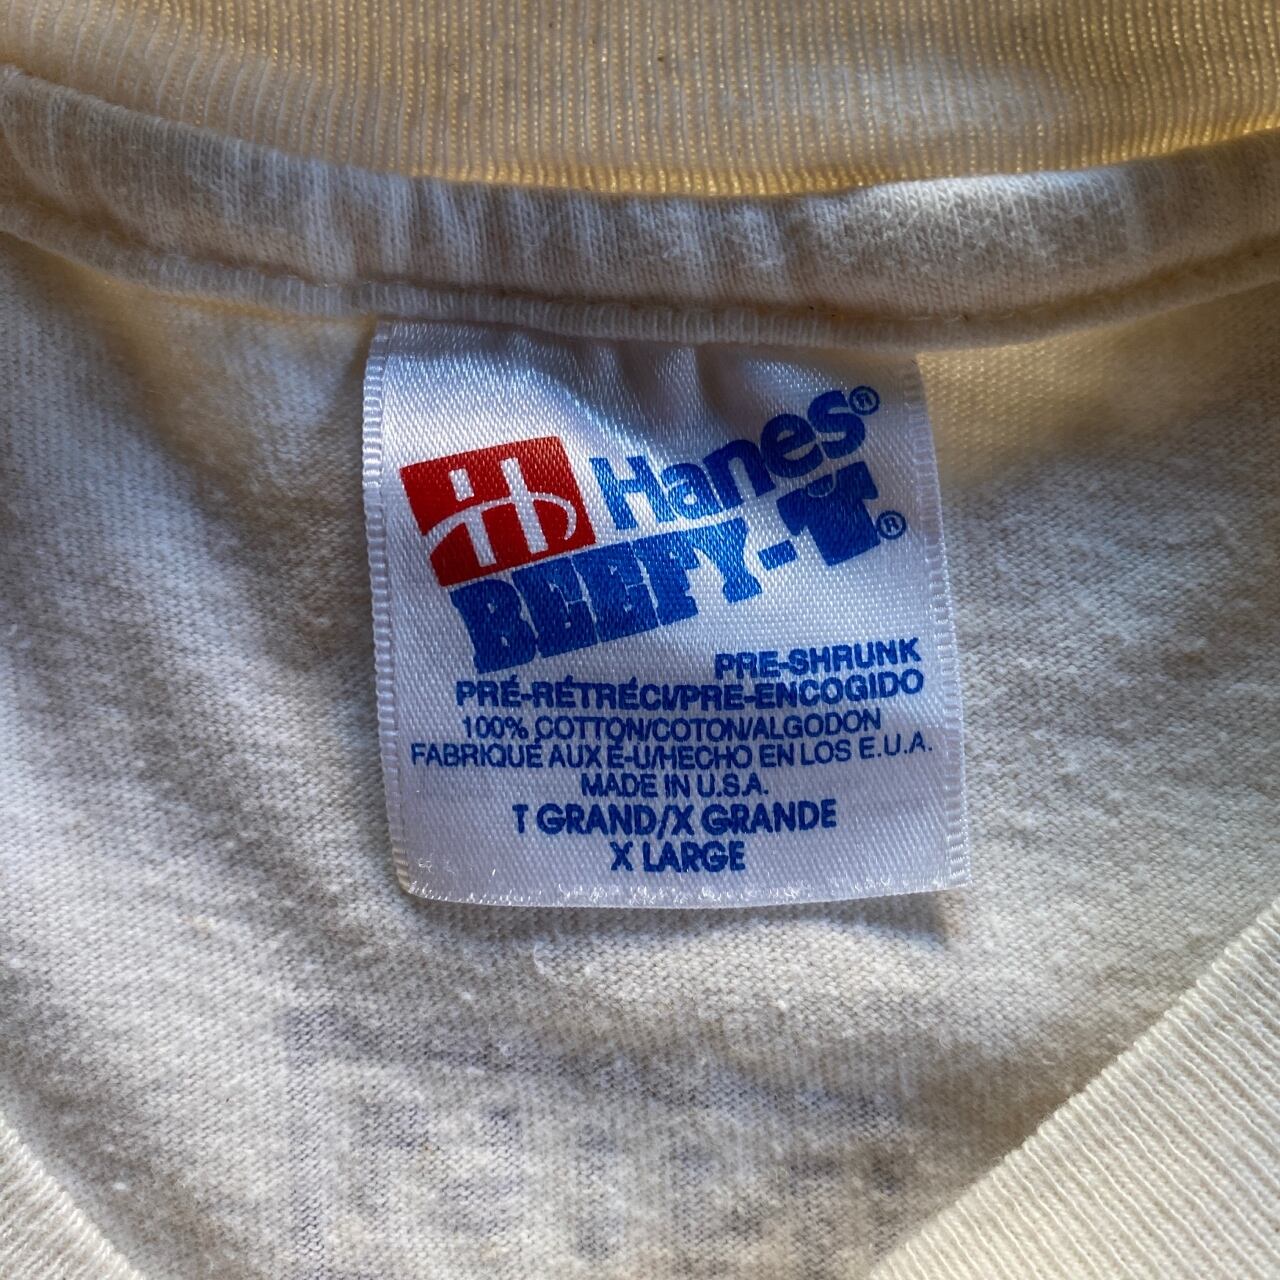 Hanes®
BEEFY-T®
PRE-SHRUNK
PRÉ-RÉTRÉCI/PRE-ENCOGIDO
100% COTTON/COTON/ALGODON
FABRIQUÉ AUX É-U/HECHO EN LOS E.U.A.
MADE IN U.S.A.
T GRAND/X GRANDE
X LARGE